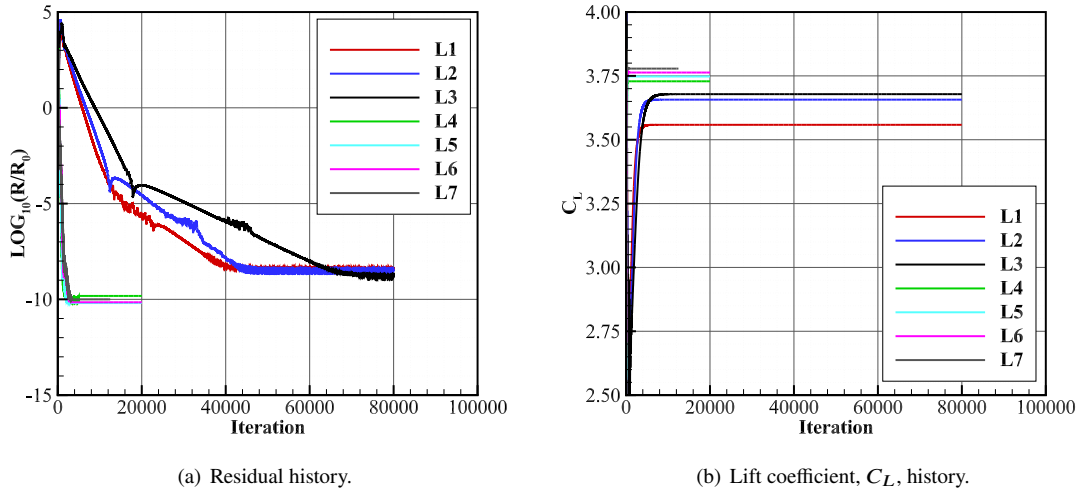 5
0
-5
-10
-15
LOG10(R/R0)
0 20000 40000 60000 80000 100000
Iteration
L1
L2
L3
L4
L5
L6
L7
(a) Residual history.
4.00
3.75
3.50
3.25
3.00
2.75
2.50
CL
0 20000 40000 60000 80000 100000
Iteration
L1
L2
L3
L4
L5
L6
L7
(b) Lift coefficient, CL, history.